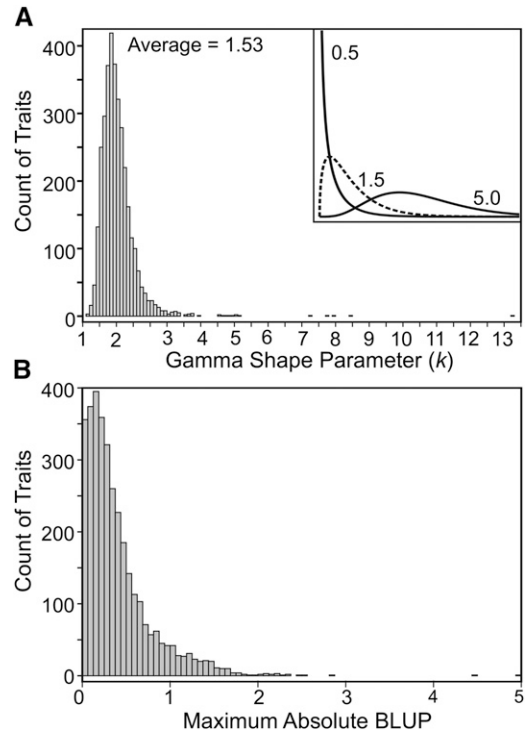 A
Average = 1.53
400
300
200
100
0
Count of Traits
0.5
1.5
5.0
1 2 3 4 5 6 7 8 9 10 11 12 13
Gamma Shape Parameter (k)
B
400
300
200
100
0
Count of Traits
0 1 2 3 4 5
Maximum Absolute BLUP